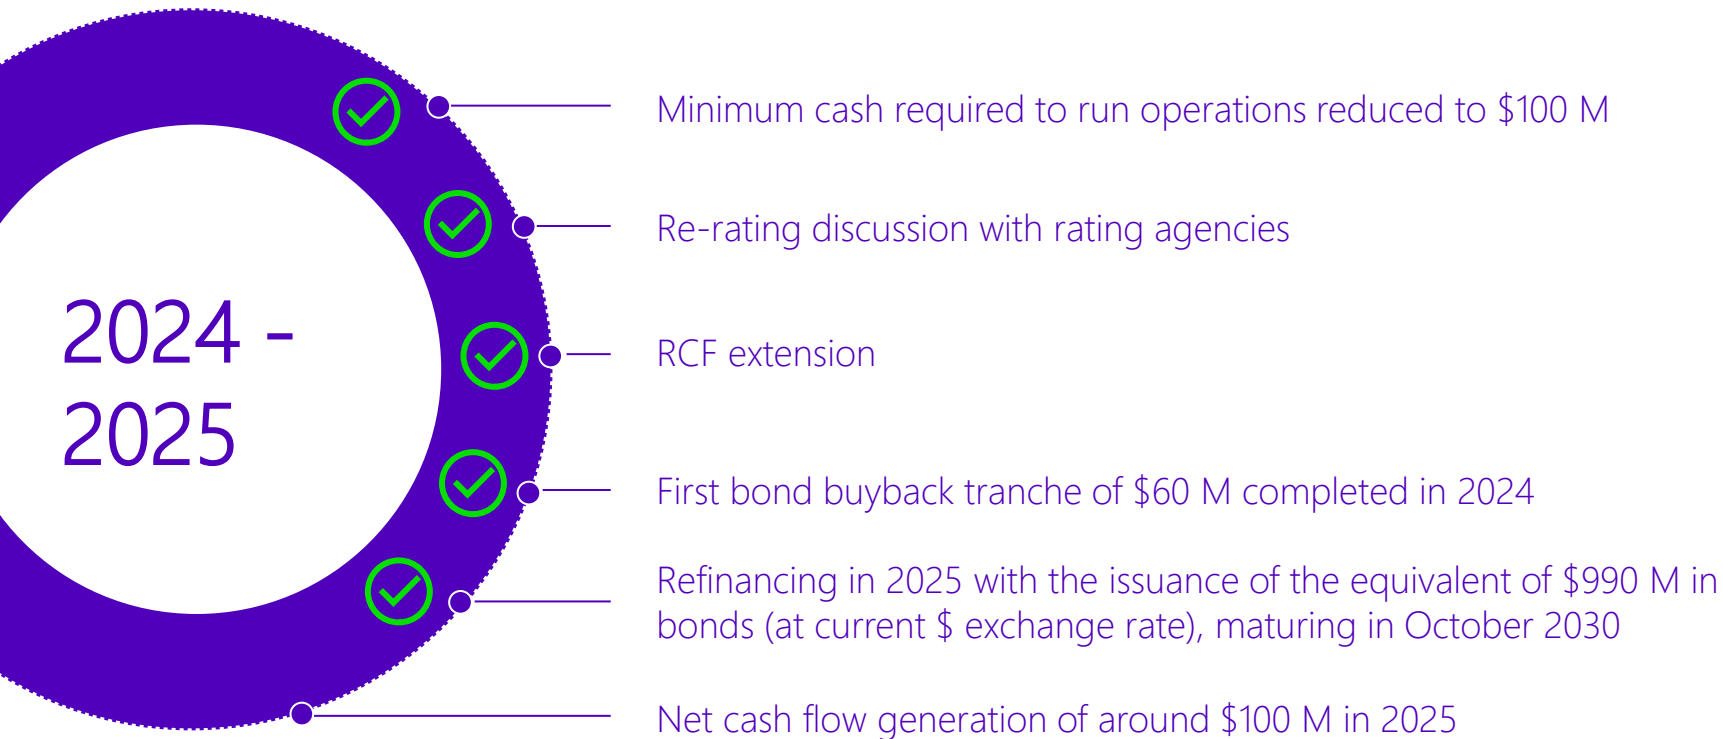 2024 -
2025
Minimum cash required to run operations reduced to $100 M
Re-rating discussion with rating agencies
RCF extension
First bond buyback tranche of $60 M completed in 2024
Refinancing in 2025 with the issuance of the equivalent of $990 M in
bonds (at current $ exchange rate), maturing in October 2030
Net cash flow generation of around $100 M in 2025